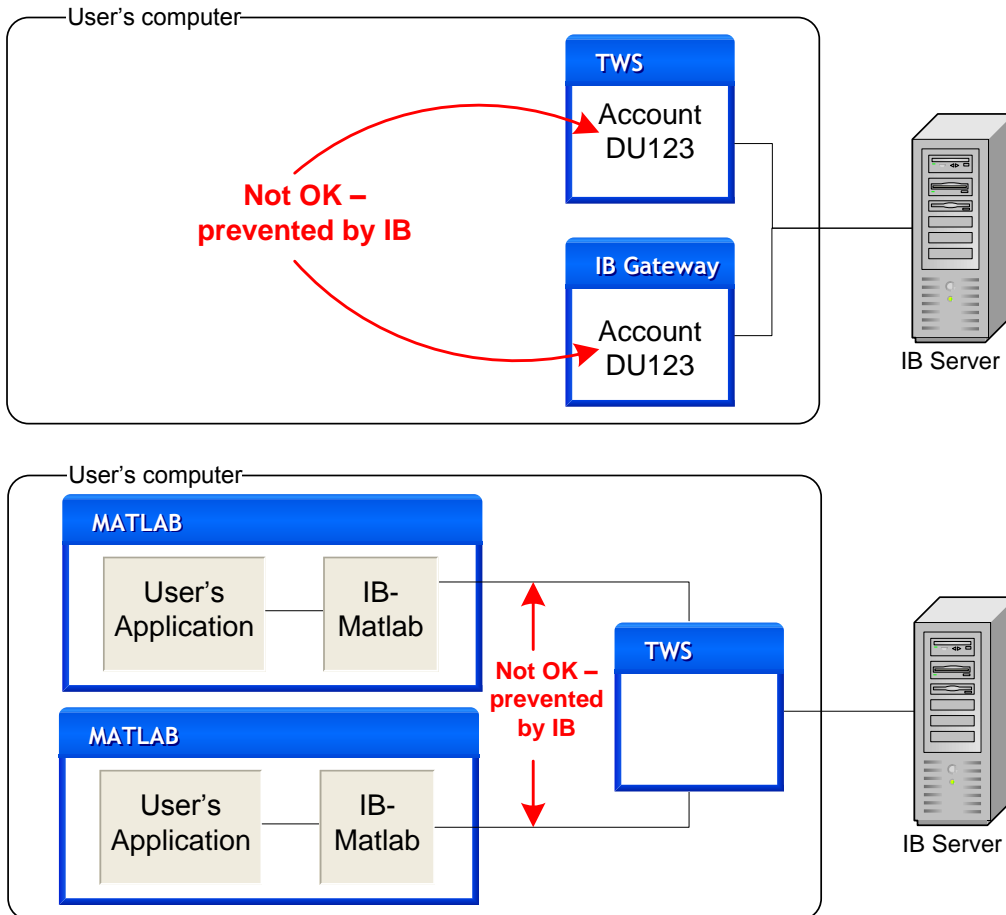 User's computer
TWS
Account
DU123
Not OK –
prevented by IB
IB Gateway
Account
DU123
IB Server
User's computer
MATLAB
User's
Application
IB-
Matlab
Not OK –
prevented
by IB
TWS
MATLAB
User's
Application
IB-
Matlab
IB Server